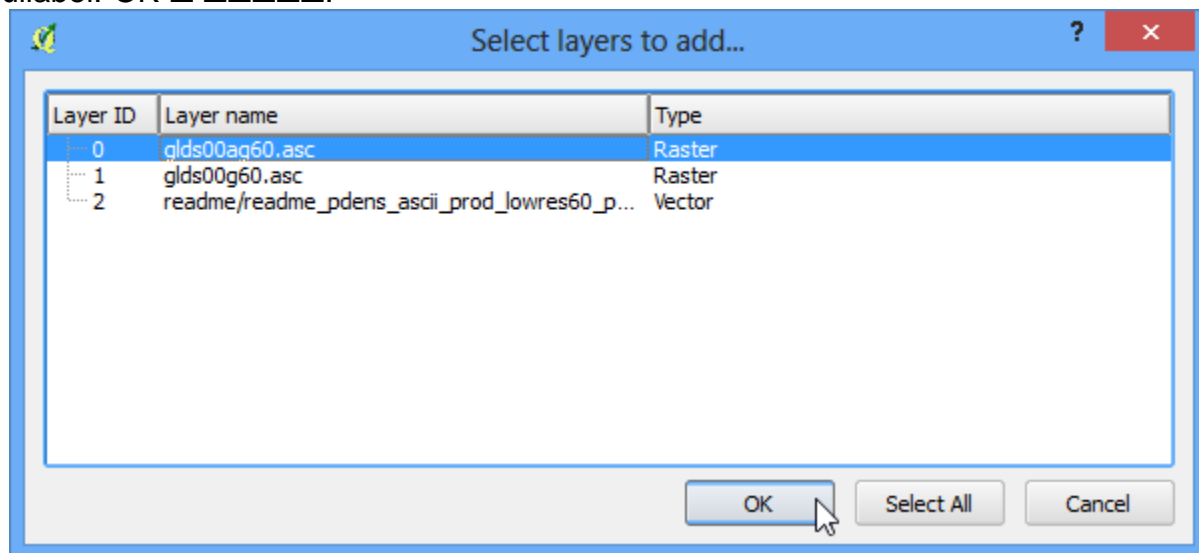 Select layers to add...
?
×
Layer ID Layer name Type
0 glds00ag60.asc Raster
1 glds00g60.asc Raster
2 readme/readme_pdens_ascii_prod_lowres60_p... Vector
OK Select All Cancel